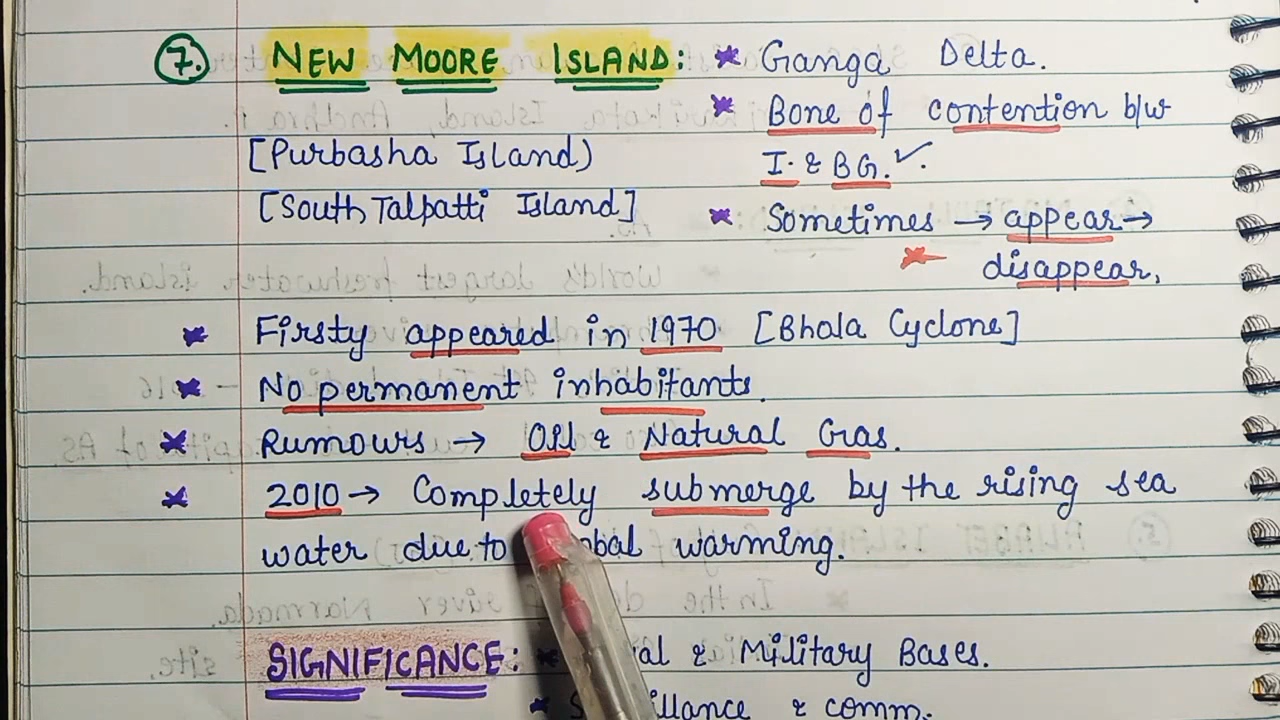 7. NEW MOORE ISLAND: * Ganga Delta.
* Bone of contention b/w
[Purbasha Island) I. & BG. ✓.
[South Talpatti Island] * Sometimes → appear →
* disappear,
* Firsty appeared in 1970 [Bhola Cyclone]
* No permanent inhabitants.
* Rumours → Oil & Natural Gas.
* 2010 → Completely submerge by the rising sea
water due to obal warming.
SIGNIFICANCE: * & Military Bases.
* & comm.